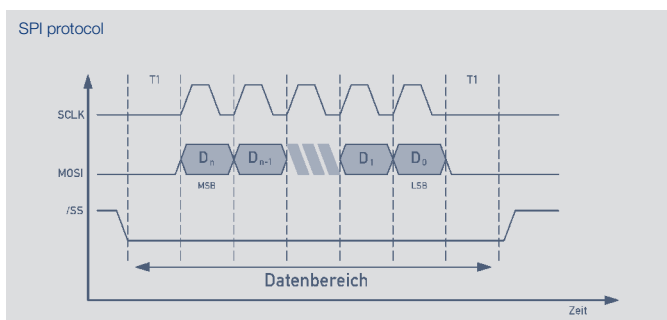 SPI protocol
T1 T1
SCLK
MOSI Dn Dn-1 D1 D0
MSB LSB
/SS
Datenbereich
Zeit